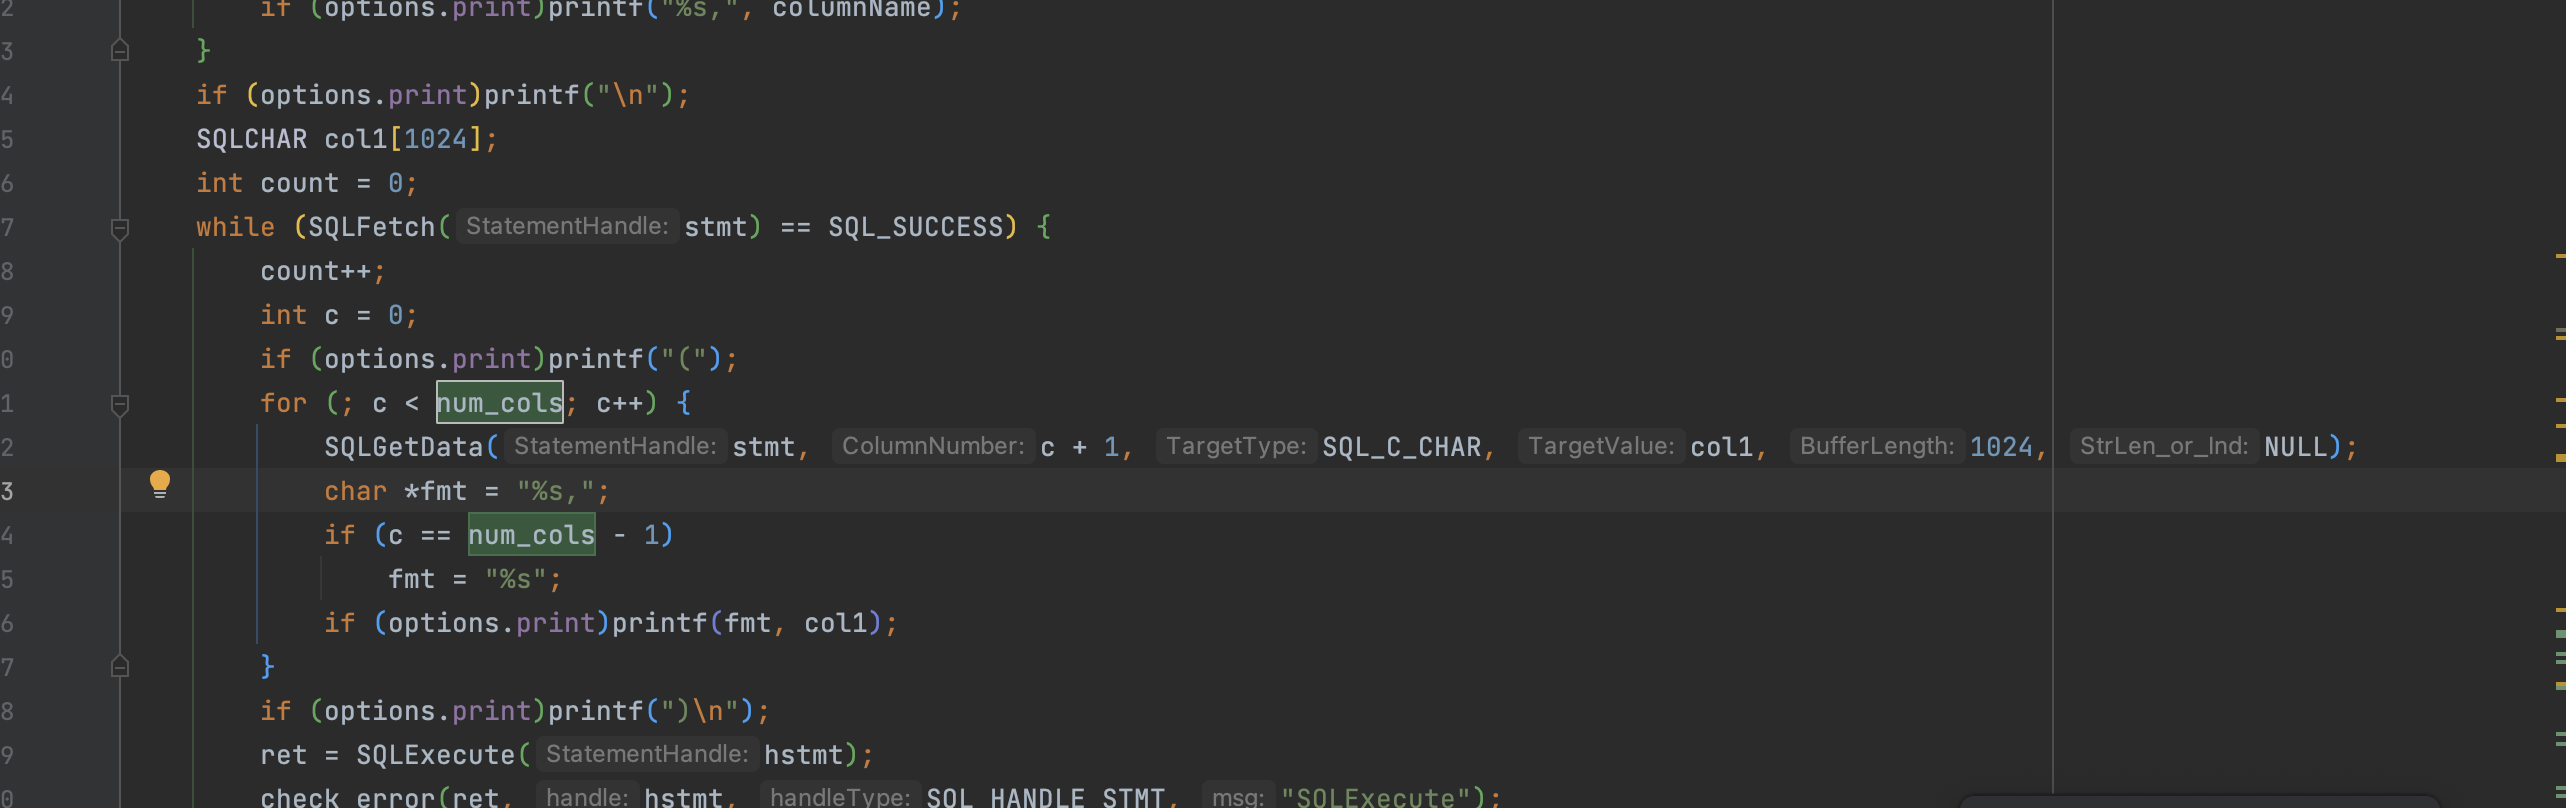 2 if (options.print)printf("%s,", columnName);
3 }
4 if (options.print)printf("\n");
5 SQLCHAR col1[1024];
6 int count = 0;
7 while (SQLFetch( StatementHandle: stmt) == SQL_SUCCESS) {
8 count++;
9 int c = 0;
0 if (options.print)printf("(");
1 for (; c < num_cols; c++) {
2 SQLGetData( StatementHandle: stmt, ColumnNumber: c + 1, TargetType: SQL_C_CHAR, TargetValue: col1, BufferLength: 1024, StrLen_or_Ind: NULL);
3 char *fmt = "%s,";
4 if (c == num_cols - 1)
5 fmt = "%s";
6 if (options.print)printf(fmt, col1);
7 }
8 if (options.print)printf(")\n");
9 ret = SQLExecute( StatementHandle: hstmt);
0 check_error(ret, handle: hstmt, handleType: SQL_HANDLE_STMT, msg: "SQLExecute");